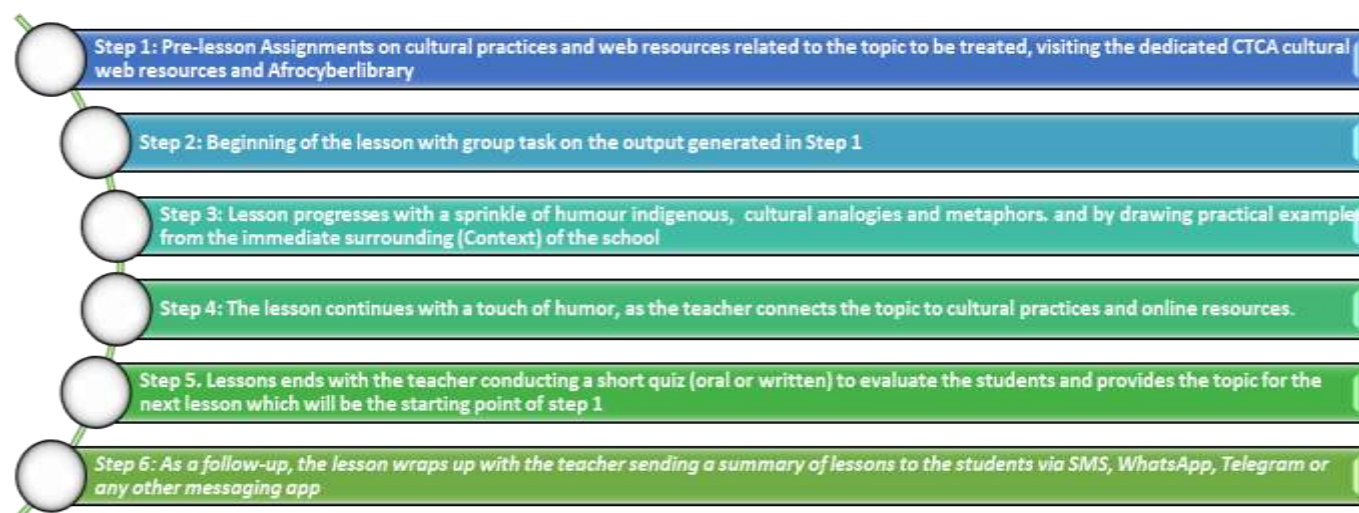 Step 1: Pre-lesson Assignments on cultural practices and web resources related to the topic to be treated, visiting the dedicated CTCA cultural
web resources and Afrocyberlibrary
Step 2: Beginning of the lesson with group task on the output generated in Step 1
Step 3: Lesson progresses with a sprinkle of humour indigenous, cultural analogies and metaphors. and by drawing practical example
from the immediate surrounding (Context) of the school
Step 4: The lesson continues with a touch of humor, as the teacher connects the topic to cultural practices and online resources.
Step 5. Lessons ends with the teacher conducting a short quiz (oral or written) to evaluate the students and provides the topic for the
next lesson which will be the starting point of step 1
Step 6: As a follow-up, the lesson wraps up with the teacher sending a summary of lessons to the students via SMS, WhatsApp, Telegram or
any other messaging app